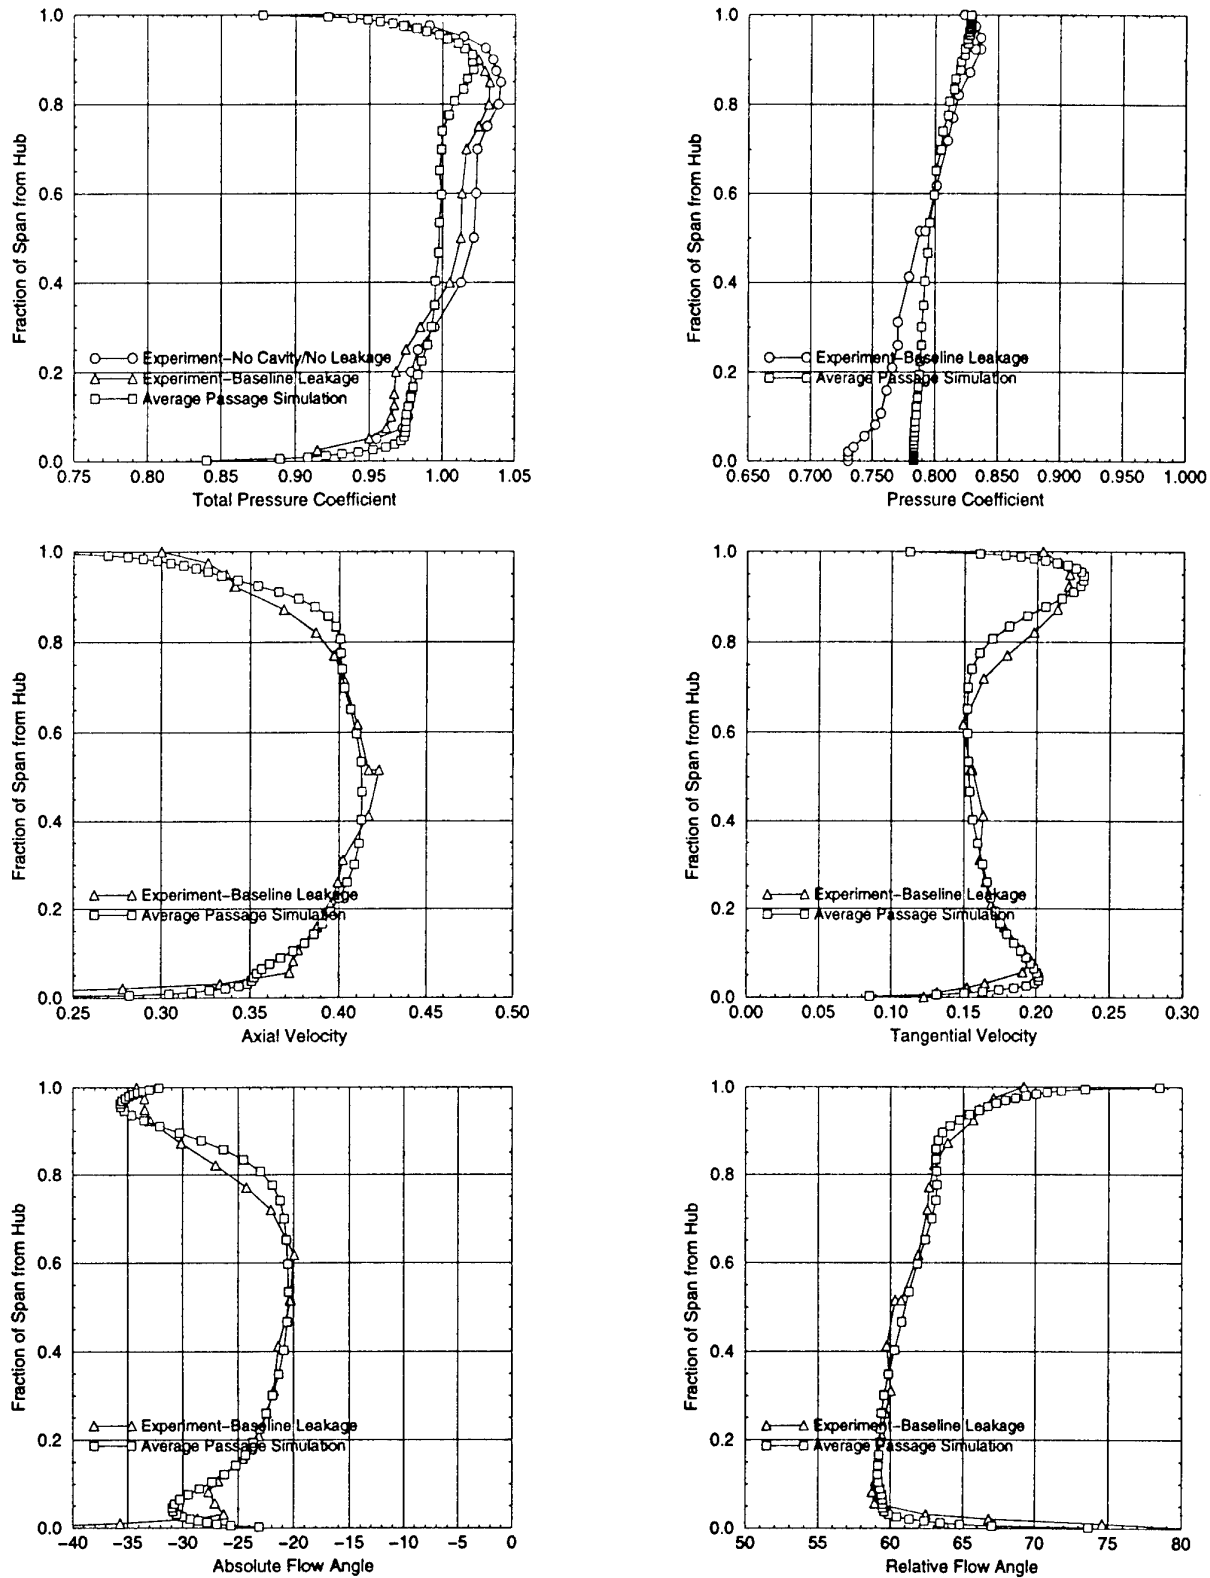 1.0
0.8
0.6
0.4
0.2
0.0
Fraction of Span from Hub
Experiment-No Cavity/No Leakage
Experiment-Baseline Leakage
Average Passage Simulation
0.75 0.80 0.85 0.90 0.95 1.00 1.05
Total Pressure Coefficient
1.0
0.8
0.6
0.4
0.2
0.0
Fraction of Span from Hub
Experiment-Baseline Leakage
Average Passage Simulation
0.650 0.700 0.750 0.800 0.850 0.900 0.950 1.000
Pressure Coefficient
1.0
0.8
0.6
0.4
0.2
0.0
Fraction of Span from Hub
Experiment-Baseline Leakage
Average Passage Simulation
0.25 0.30 0.35 0.40 0.45 0.50
Axial Velocity
1.0
0.8
0.6
0.4
0.2
0.0
Fraction of Span from Hub
Experiment-Baseline Leakage
Average Passage Simulation
0.00 0.05 0.10 0.15 0.20 0.25 0.30
Tangential Velocity
1.0
0.8
0.6
0.4
0.2
0.0
Fraction of Span from Hub
Experiment-Baseline Leakage
Average Passage Simulation
-40 -35 -30 -25 -20 -15 -10 -5 0
Absolute Flow Angle
1.0
0.8
0.6
0.4
0.2
0.0
Fraction of Span from Hub
Experiment-Baseline Leakage
Average Passage Simulation
50 55 60 65 70 75 80
Relative Flow Angle